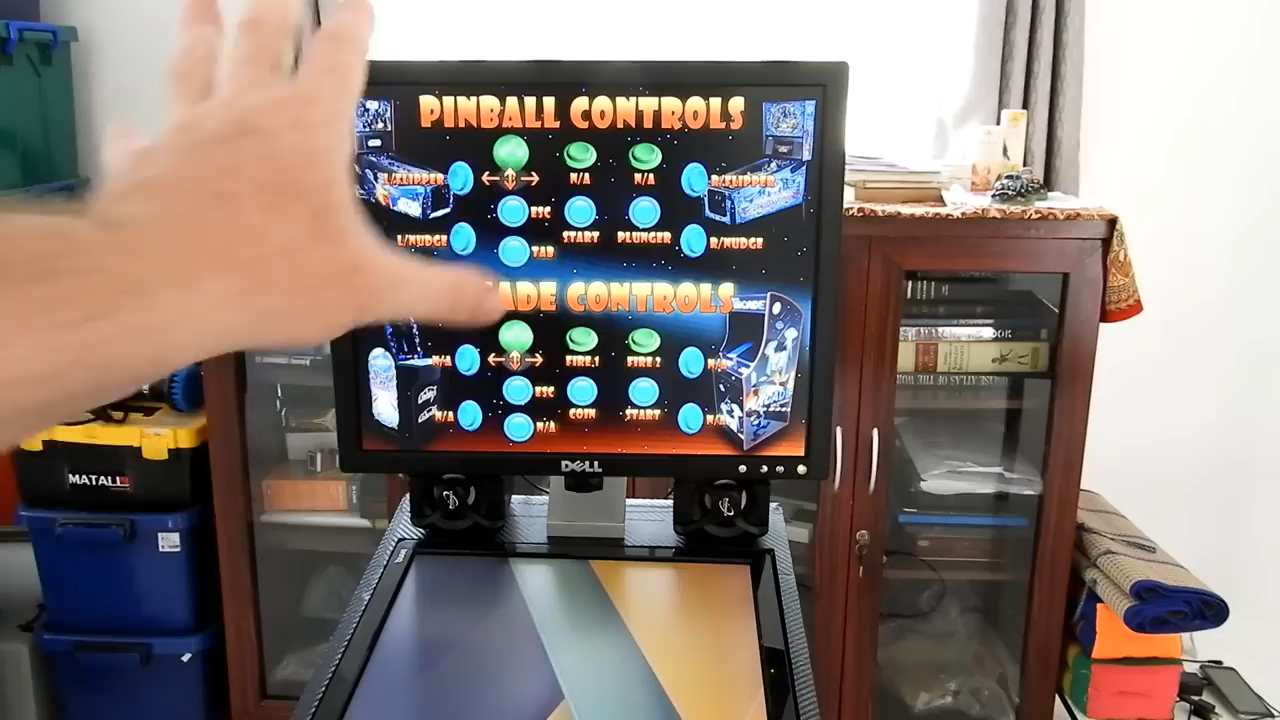 PINBALL CONTROLS
L/FLIPPER
N/A
N/A
R/FLIPPER
ESC
L/NUDGE
START
PLUNGER
R/NUDGE
TAB
ADE CONTROLS
N/A
FIRE 1
FIRE 2
N/A
ESC
N/A
COIN
START
N/A
N/A
DELL
MATALL